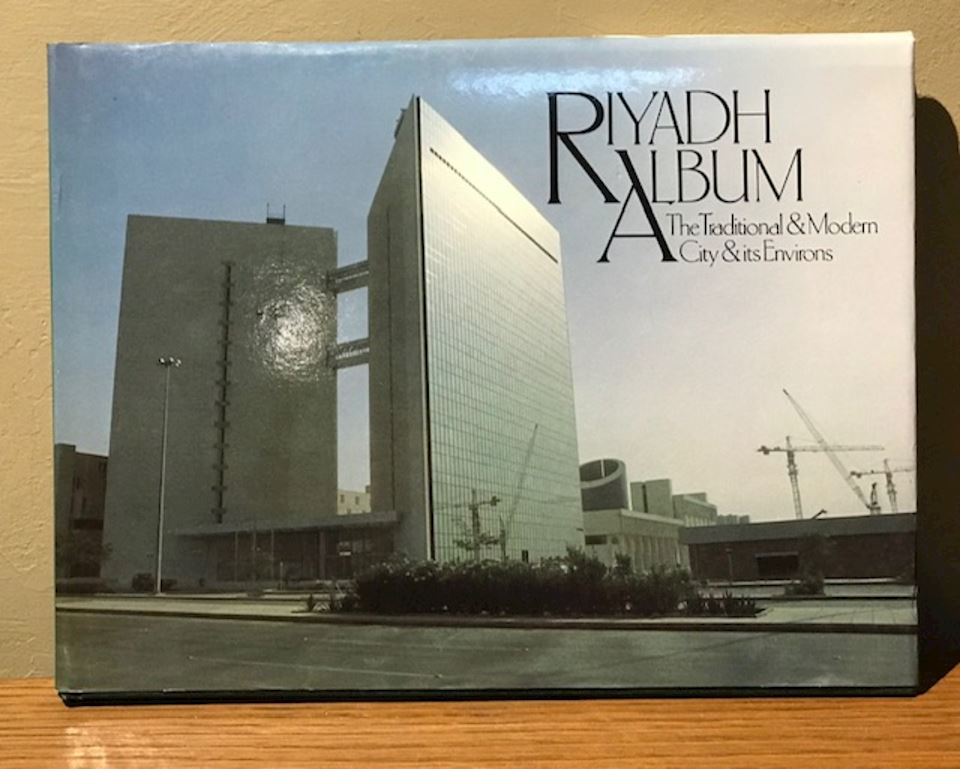 RIYADH
ALBUM
The Traditional & Modern
City & its Environs